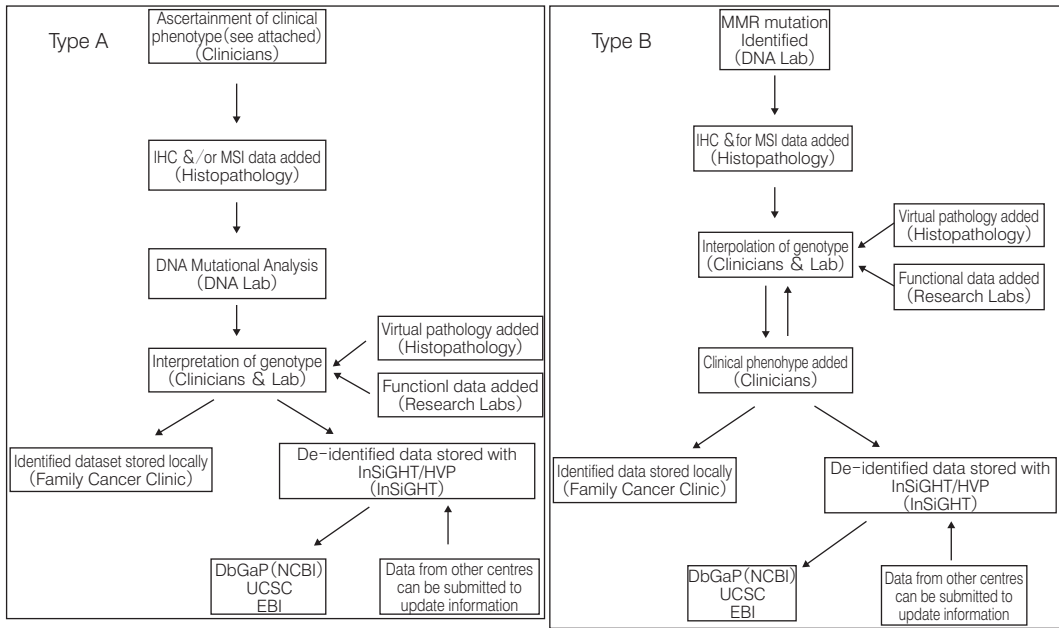 Type A
Ascertainment of clinical
phenotype(see attached)
(Clinicians)
IHC &/or MSI data added
(Histopathology)
DNA Mutational Analysis
(DNA Lab)
Interpretation of genotype
(Clinicians & Lab)
Virtual pathology added
(Histopathology)
Functionl data added
(Research Labs)
Identified dataset stored locally
(Family Cancer Clinic)
De-identified data stored with
InSiGHT/HVP
(InSiGHT)
DbGaP(NCBI)
UCSC
EBI
Data from other centres
can be submitted to
update information
Type B
MMR mutation
Identified
(DNA Lab)
IHC &for MSI data added
(Histopathology)
Interpolation of genotype
(Clinicians & Lab)
Virtual pathology added
(Histopathology)
Functional data added
(Research Labs)
Clinical phenohype added
(Clinicians)
Identified data stored locally
(Family Cancer Clinic)
De-identified data stored with
InSiGHT/HVP
(InSiGHT)
DbGaP(NCBI)
UCSC
EBI
Data from other centres
can be submitted to
update information